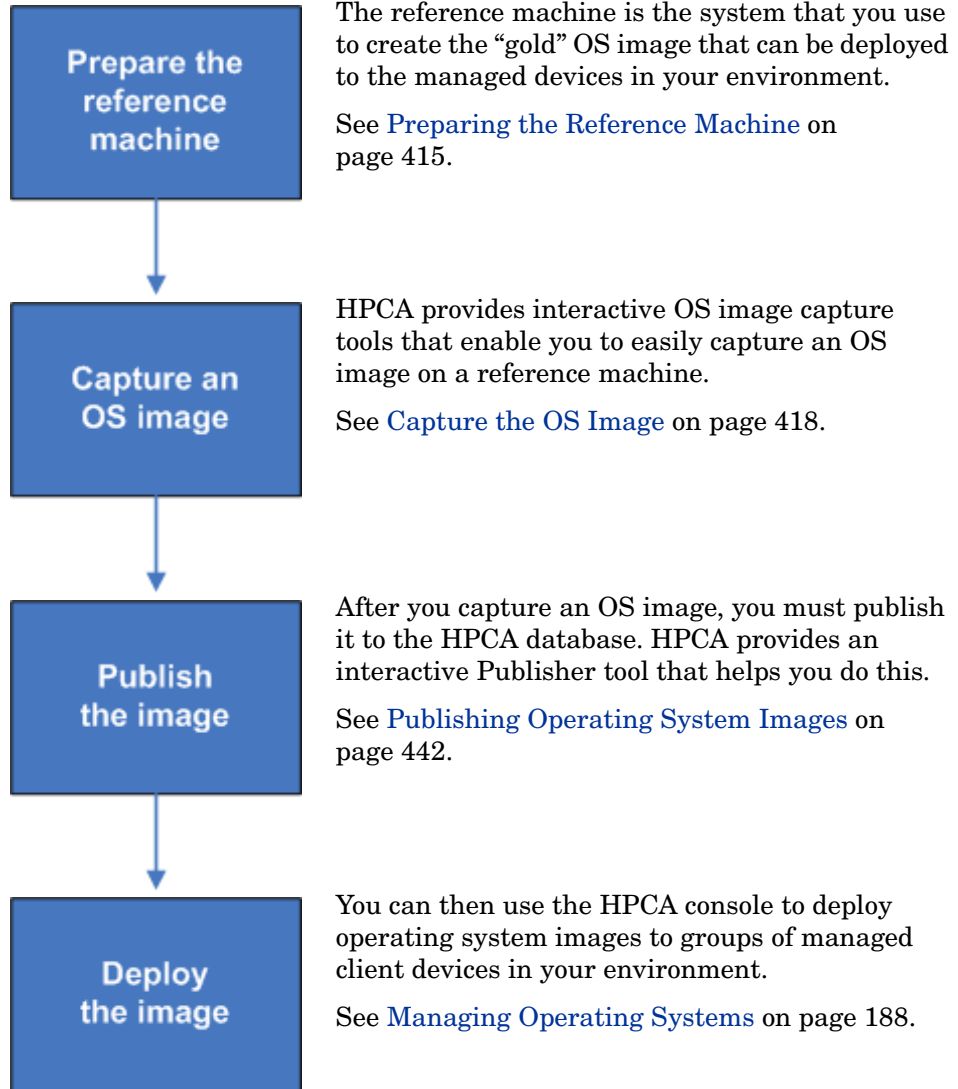 Prepare the
reference
machine
The reference machine is the system that you use
to create the “gold” OS image that can be deployed
to the managed devices in your environment.
See Preparing the Reference Machine on
page 415.
Capture an
OS image
HPCA provides interactive OS image capture
tools that enable you to easily capture an OS
image on a reference machine.
See Capture the OS Image on page 418.
Publish
the image
After you capture an OS image, you must publish
it to the HPCA database. HPCA provides an
interactive Publisher tool that helps you do this.
See Publishing Operating System Images on
page 442.
Deploy
the image
You can then use the HPCA console to deploy
operating system images to groups of managed
client devices in your environment.
See Managing Operating Systems on page 188.